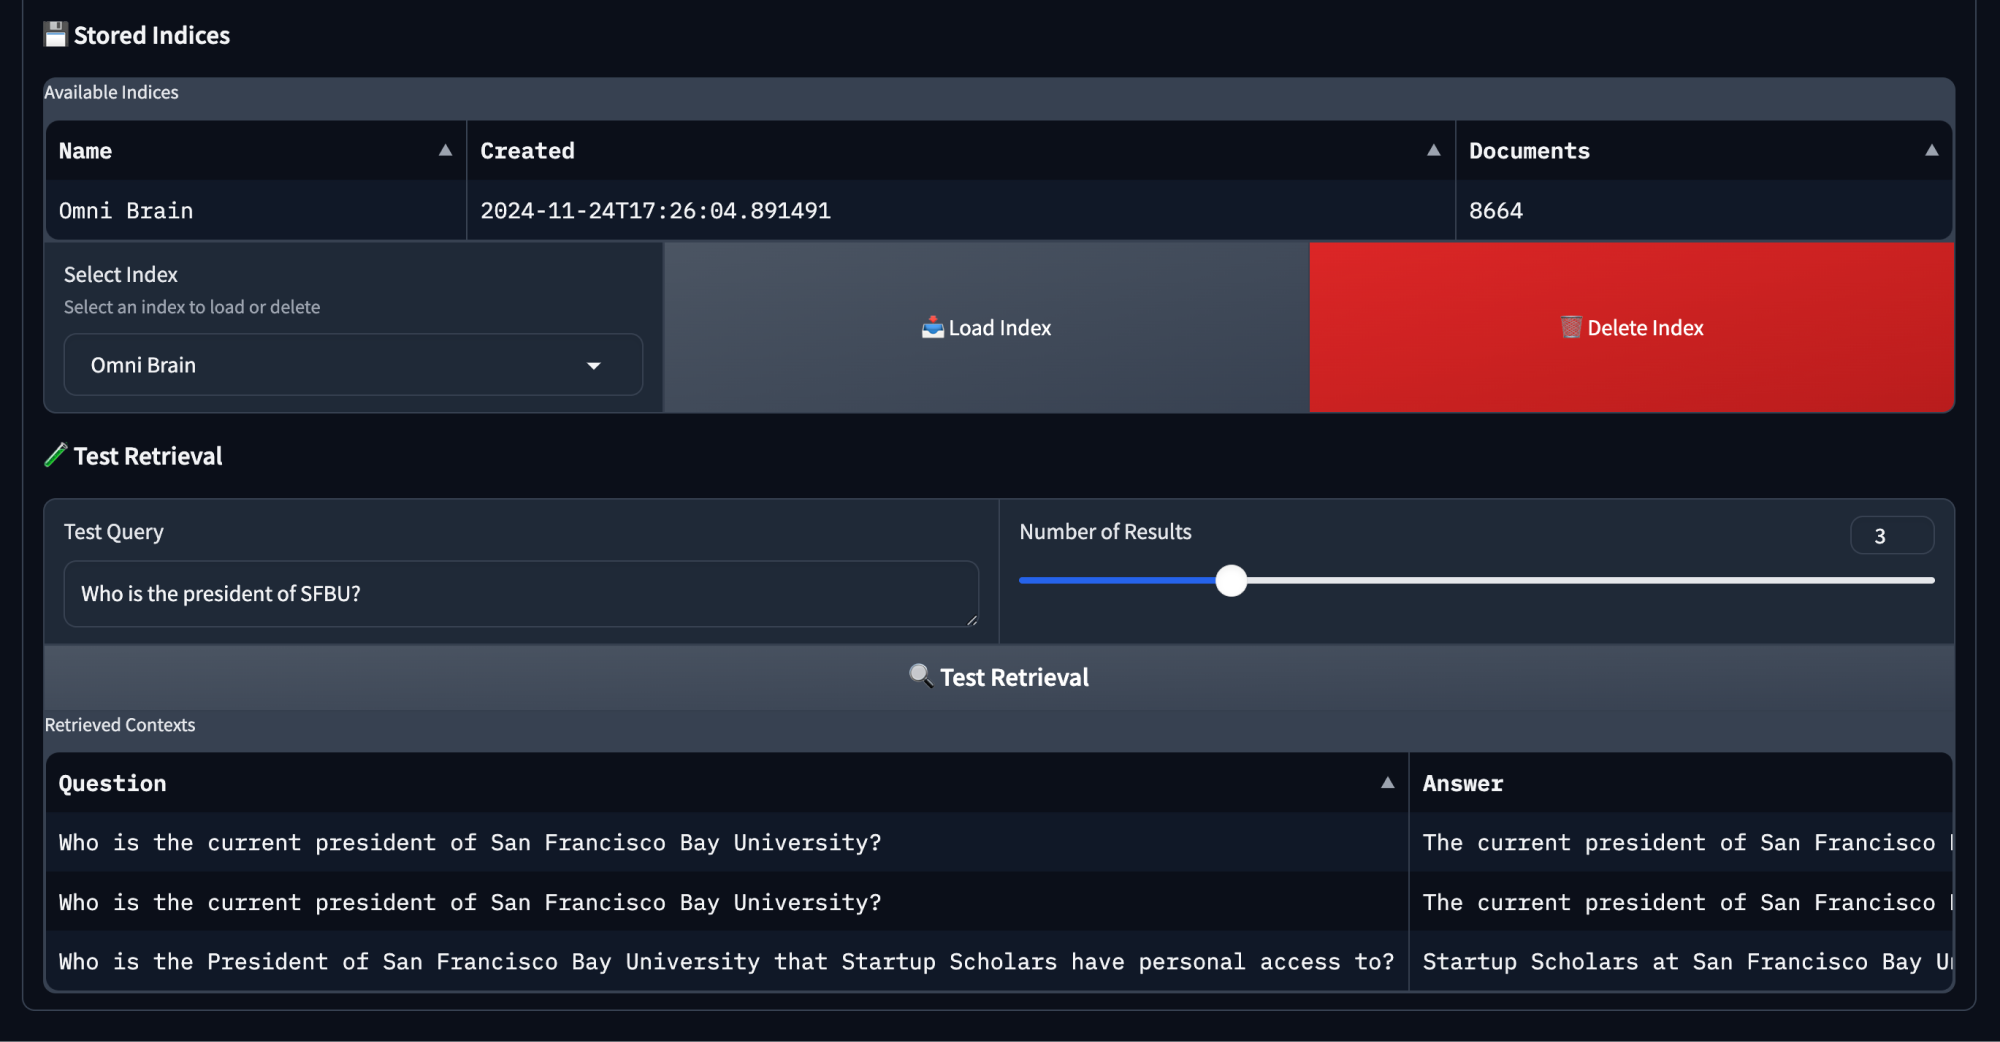 Stored Indices
Available Indices
Name Created Documents
Omni Brain 2024-11-24T17:26:04.891491 8664
Select Index
Select an index to load or delete
Omni Brain
Load Index
Delete Index
Test Retrieval
Test Query
Who is the president of SFBU?
Number of Results
3
Test Retrieval
Retrieved Contexts
Question Answer
Who is the current president of San Francisco Bay University? The current president of San Francisco
Who is the current president of San Francisco Bay University? The current president of San Francisco
Who is the President of San Francisco Bay University that Startup Scholars have personal access to? Startup Scholars at San Francisco Bay